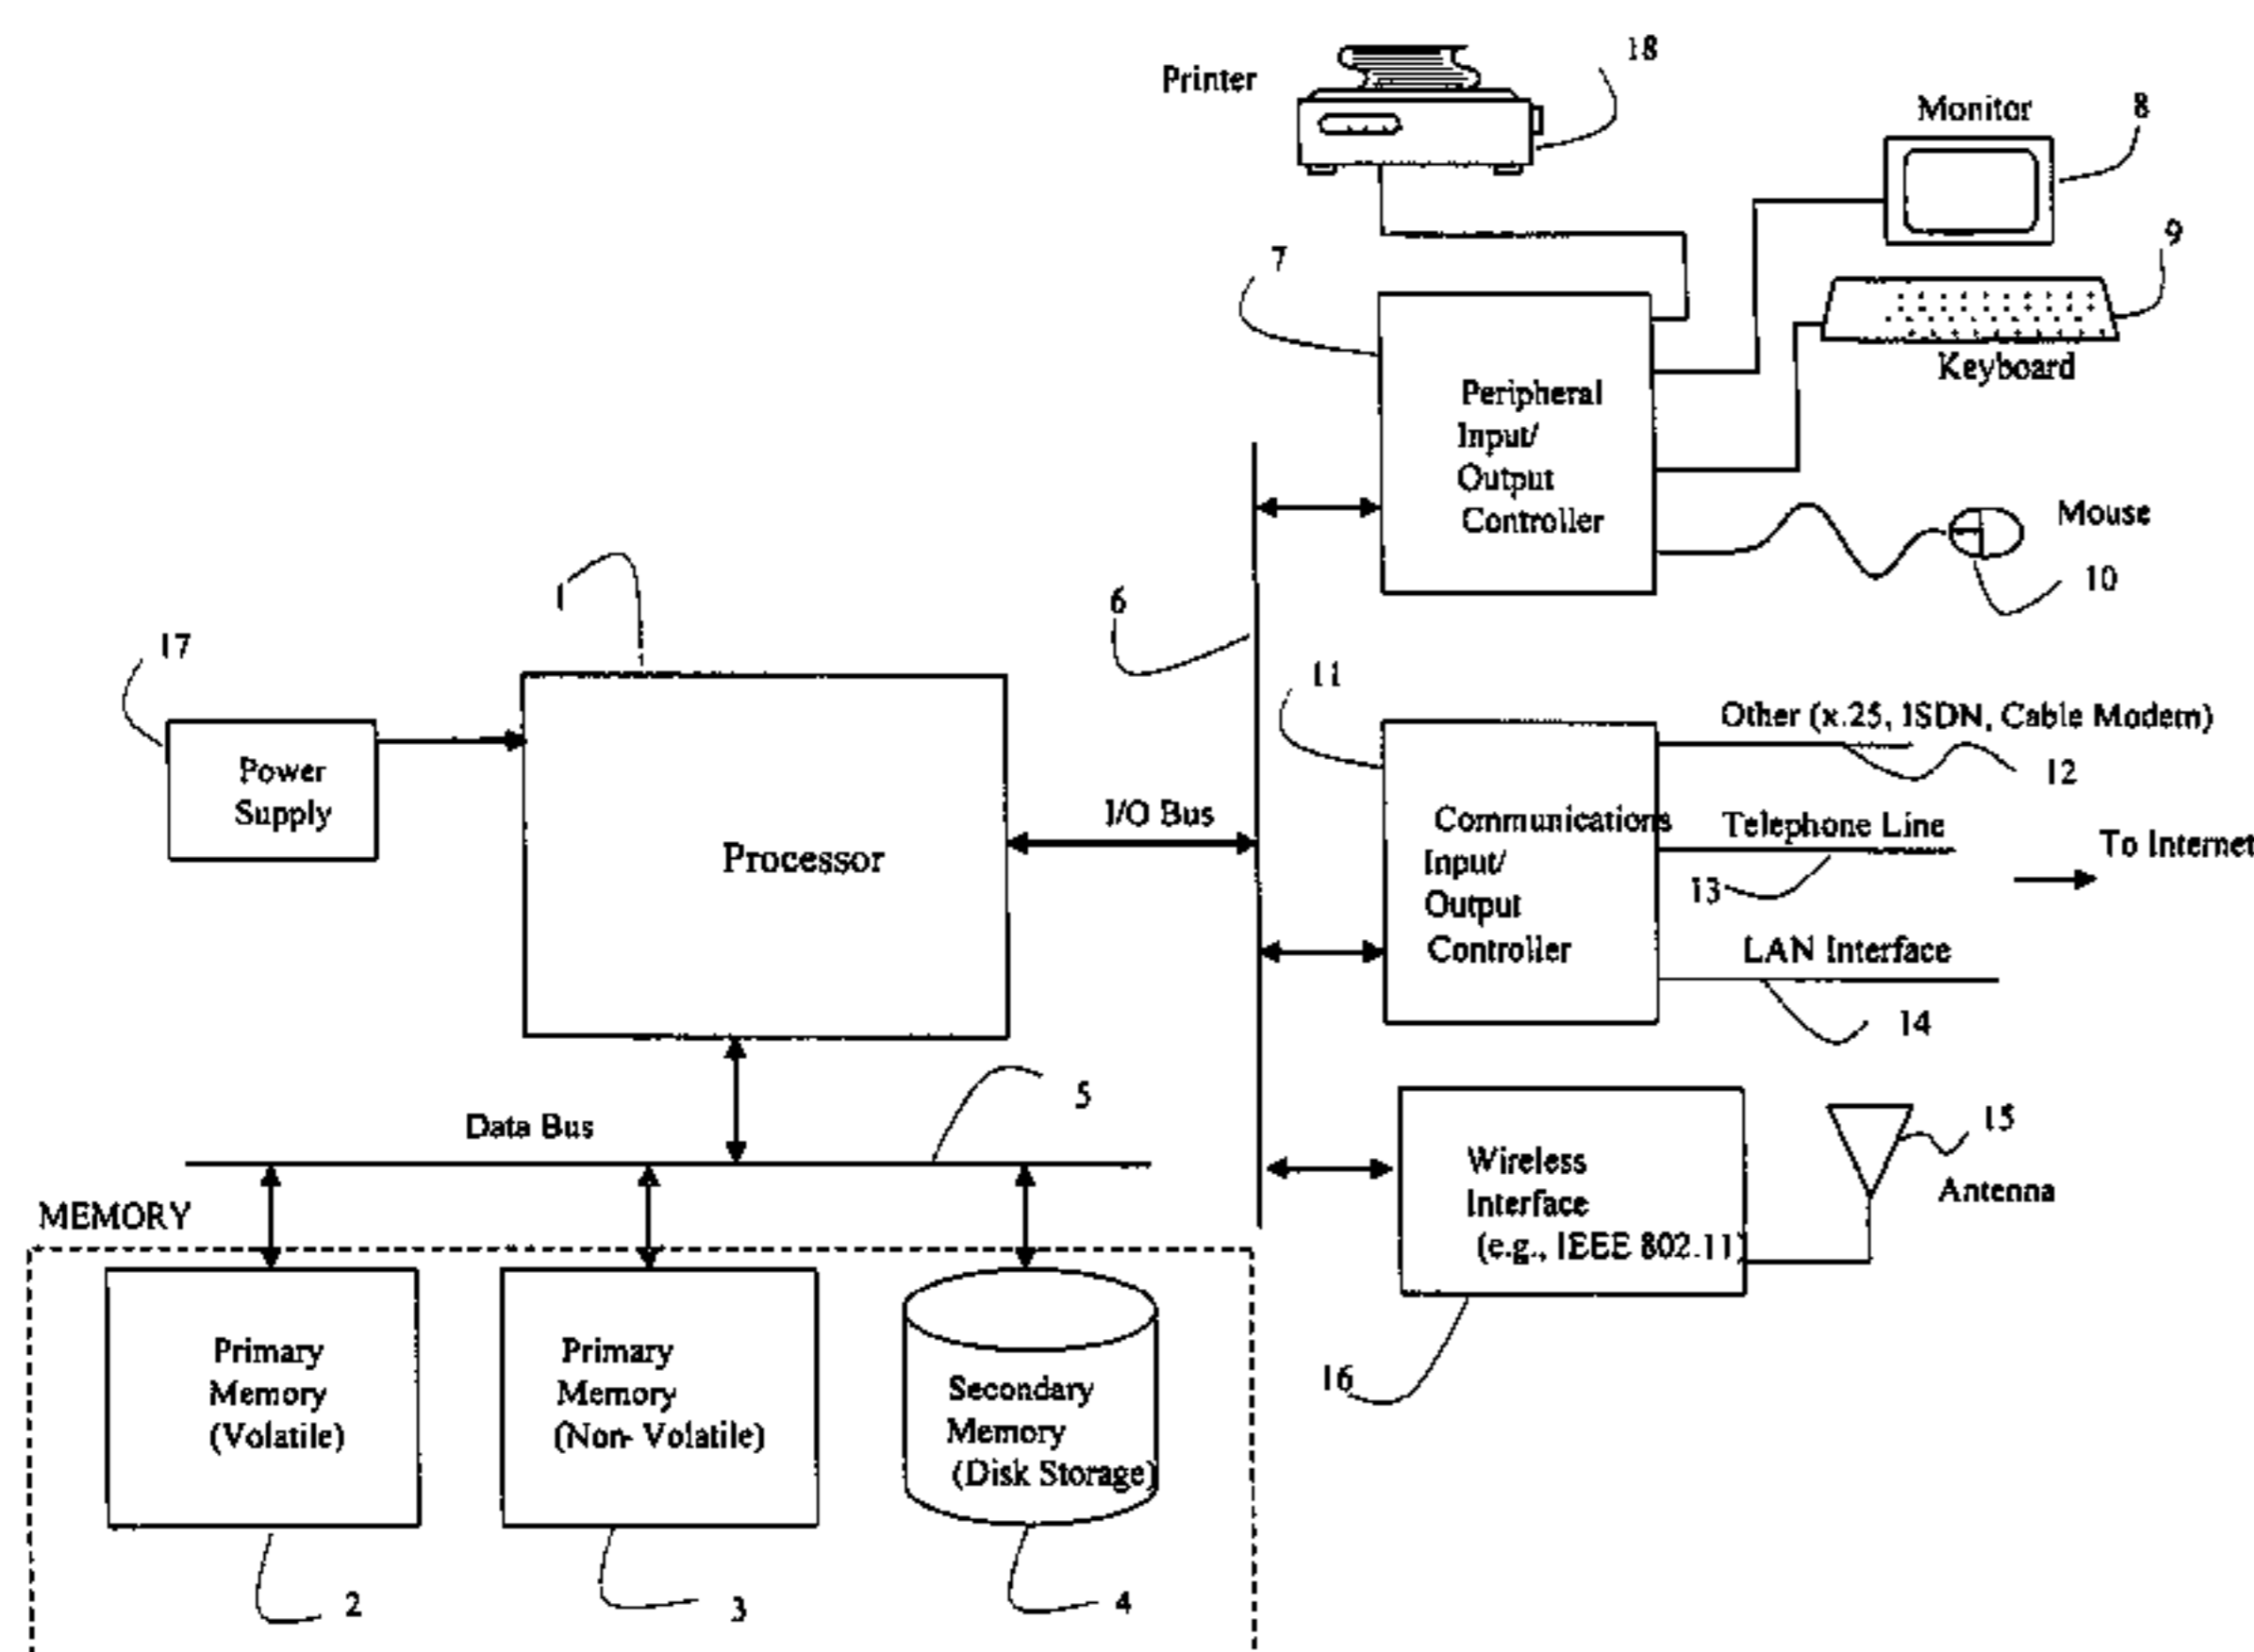 Printer
18
Monitor
8
7
9
Keyboard
Peripheral
Input/
Output
Controller
Mouse
10
1
6
17
11
Other (x.25, ISDN, Cable Modem)
12
Power
Supply
I/O Bus
Processor
Communications
Input/
Output
Controller
Telephone Line
To Internet
13
LAN Interface
14
5
Data Bus
15
Wireless
Interface
(e.g., IEEE 802.11)
Antenna
MEMORY
Primary
Memory
(Volatile)
Primary
Memory
(Non- Volatile)
Secondary
Memory
(Disk Storage)
16
2
3
4